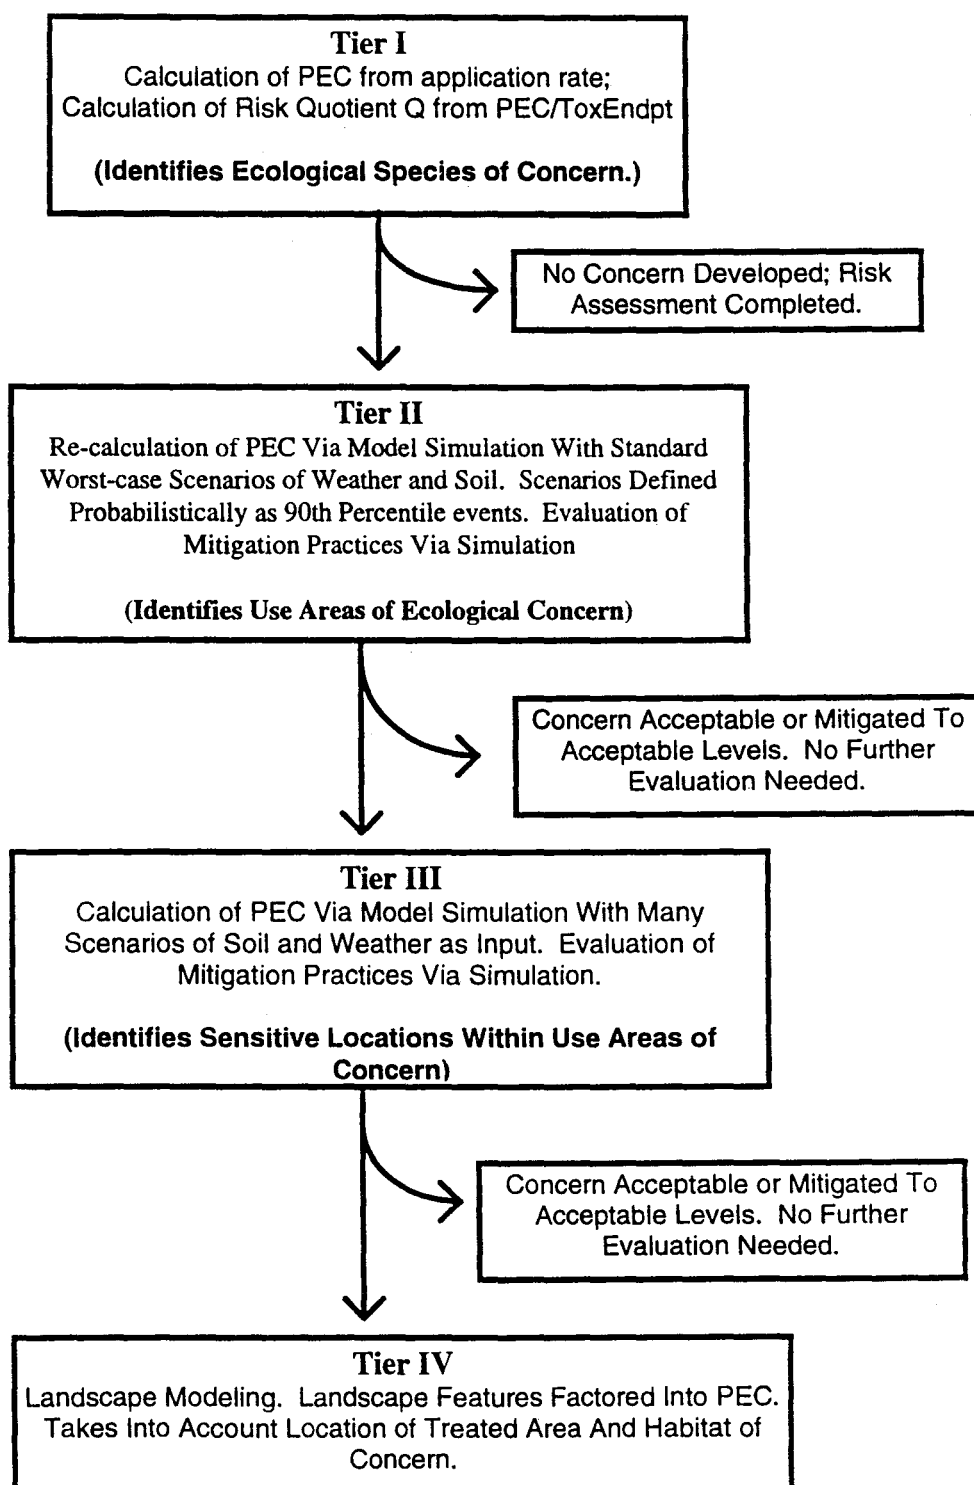 Tier I
Calculation of PEC from application rate;
Calculation of Risk Quotient Q from PEC/ToxEndpt
(Identifies Ecological Species of Concern.)
No Concern Developed; Risk
Assessment Completed.
Tier II
Re-calculation of PEC Via Model Simulation With Standard
Worst-case Scenarios of Weather and Soil. Scenarios Defined
Probabilistically as 90th Percentile events. Evaluation of
Mitigation Practices Via Simulation
(Identifies Use Areas of Ecological Concern)
Concern Acceptable or Mitigated To
Acceptable Levels. No Further
Evaluation Needed.
Tier III
Calculation of PEC Via Model Simulation With Many
Scenarios of Soil and Weather as Input. Evaluation of
Mitigation Practices Via Simulation.
(Identifies Sensitive Locations Within Use Areas of
Concern)
Concern Acceptable or Mitigated To
Acceptable Levels. No Further
Evaluation Needed.
Tier IV
Landscape Modeling. Landscape Features Factored Into PEC.
Takes Into Account Location of Treated Area And Habitat of
Concern.